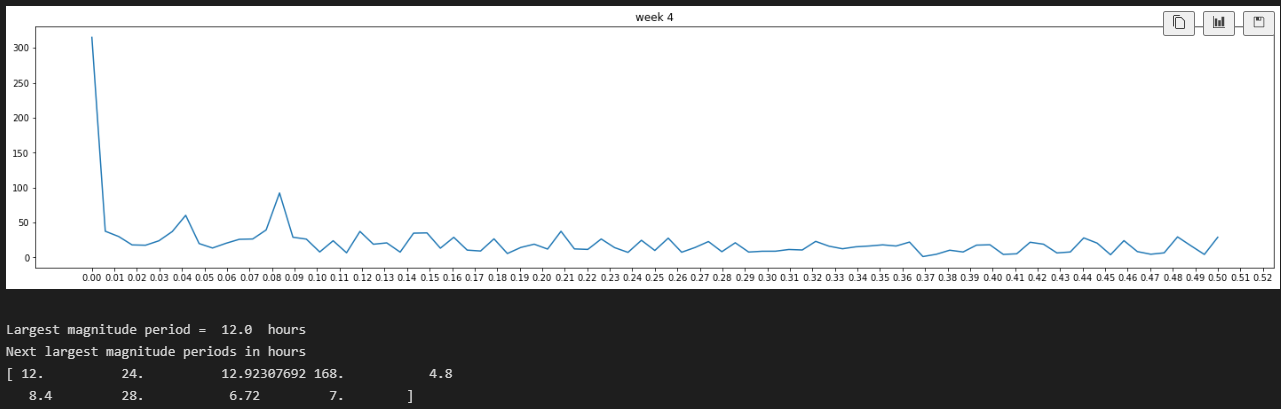 week 4
300
250
200
150
100
50
0
0.00 0.01 0.02 0.03 0.04 0.05 0.06 0.07 0.08 0.09 0.10 0.11 0.12 0.13 0.14 0.15 0.16 0.17 0.18 0.19 0.20 0.21 0.22 0.23 0.24 0.25 0.26 0.27 0.28 0.29 0.30 0.31 0.32 0.33 0.34 0.35 0.36 0.37 0.38 0.39 0.40 0.41 0.42 0.43 0.44 0.45 0.46 0.47 0.48 0.49 0.50 0.51 0.52
Largest magnitude period =  12.0  hours
Next largest magnitude periods in hours
[ 12.         24.         12.92307692 168.          4.8
   8.4        28.          6.72        7.        ]